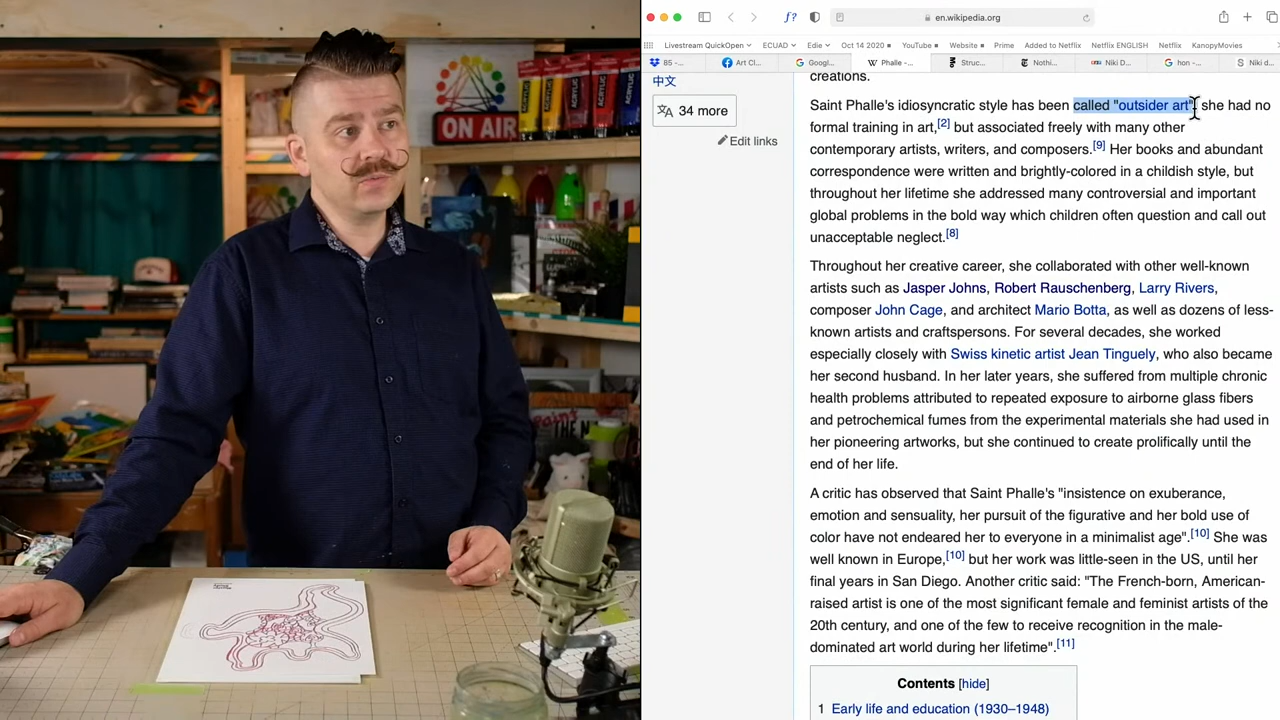 ON AIR
en.wikipedia.org
Livestream QuickOpen
ECUAD
Edie
Oct 14 2020
YouTube
Website
Prime
Added to Netflix
Netflix ENGLISH
Netflix
KanopyMovies
85 -...
Art Cl...
Googl...
Phalle -...
Struc...
Nothi...
Niki D...
hon -...
Niki d...
中文
34 more
Edit links
creations.
Saint Phalle's idiosyncratic style has been called "outsider art"; she had no
formal training in art,[2] but associated freely with many other
contemporary artists, writers, and composers.[9] Her books and abundant
correspondence were written and brightly-colored in a childish style, but
throughout her lifetime she addressed many controversial and important
global problems in the bold way which children often question and call out
unacceptable neglect.[8]
Throughout her creative career, she collaborated with other well-known
artists such as Jasper Johns, Robert Rauschenberg, Larry Rivers,
composer John Cage, and architect Mario Botta, as well as dozens of less-
known artists and craftspersons. For several decades, she worked
especially closely with Swiss kinetic artist Jean Tinguely, who also became
her second husband. In her later years, she suffered from multiple chronic
health problems attributed to repeated exposure to airborne glass fibers
and petrochemical fumes from the experimental materials she had used in
her pioneering artworks, but she continued to create prolifically until the
end of her life.
A critic has observed that Saint Phalle's "insistence on exuberance,
emotion and sensuality, her pursuit of the figurative and her bold use of
color have not endeared her to everyone in a minimalist age".[10] She was
well known in Europe,[10] but her work was little-seen in the US, until her
final years in San Diego. Another critic said: "The French-born, American-
raised artist is one of the most significant female and feminist artists of the
20th century, and one of the few to receive recognition in the male-
dominated art world during her lifetime".[11]
Contents [hide]
1 Early life and education (1930–1948)